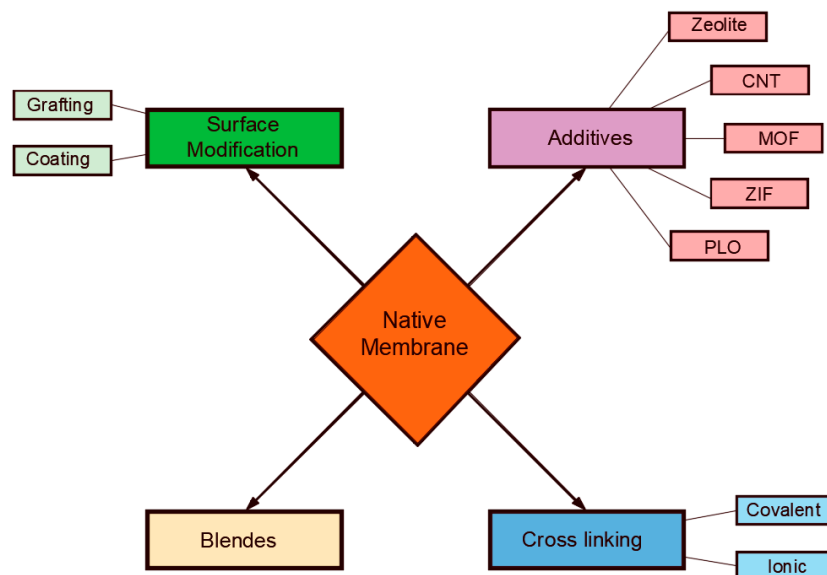 Zeolite
CNT
MOF
ZIF
PLO
Additives
Grafting
Coating
Surface
Modification
Native
Membrane
Blendes
Cross linking
Covalent
Ionic